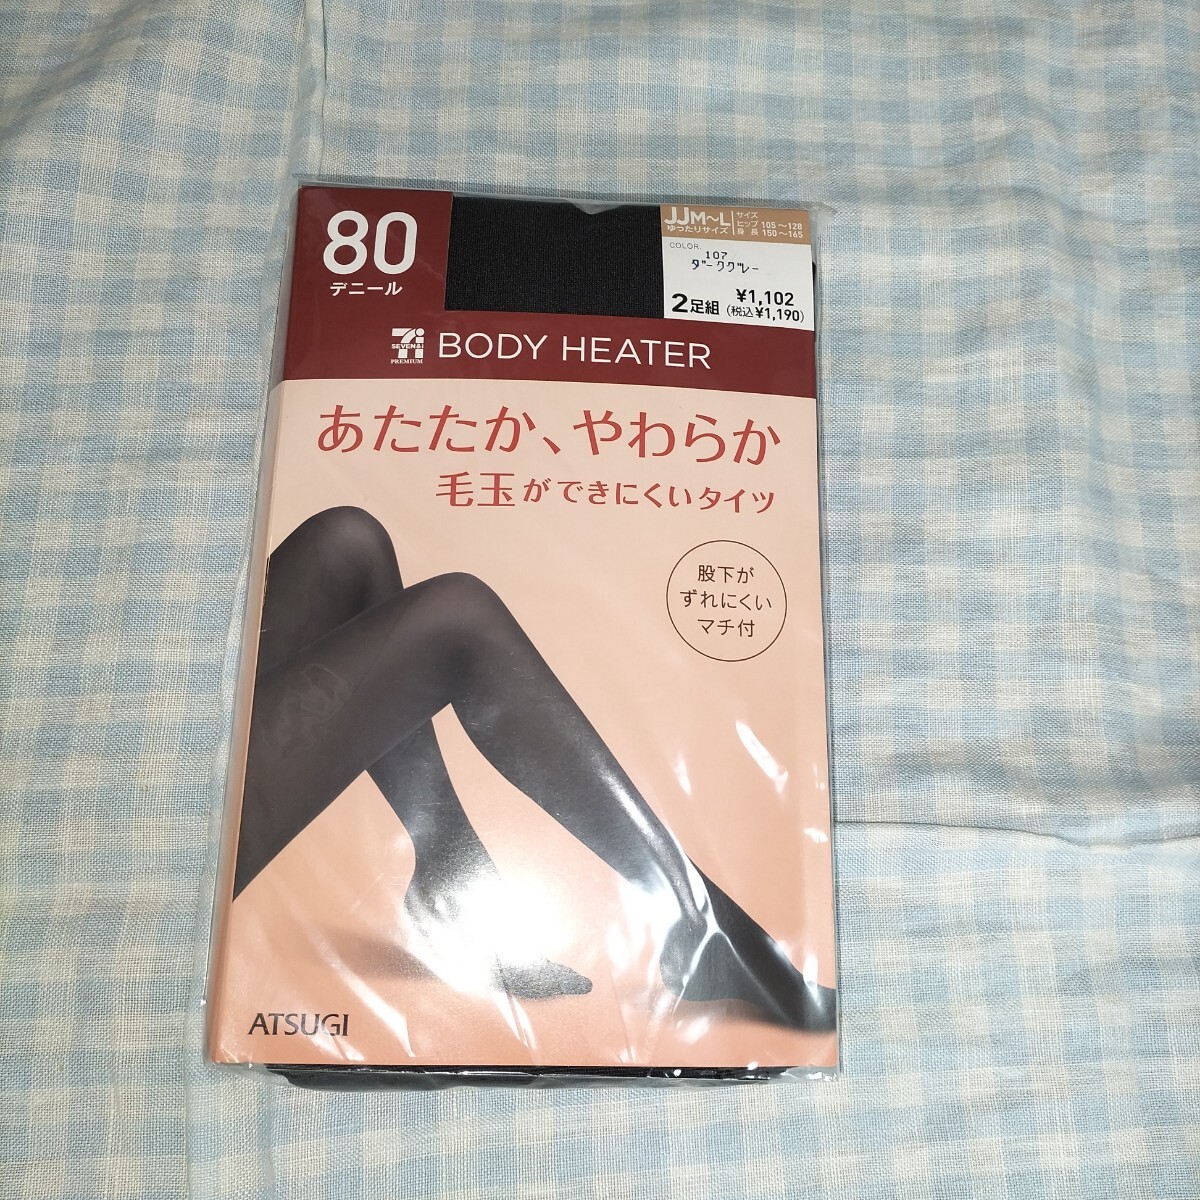 80
デニール
JJM〜L
ゆったりサイズ
サイズ
ヒップ 105〜128
身長 150〜165
COLOR:
107
ダークグレー
2足組 ¥1,102
(税込¥1,190)
SEVEN&i
PREMIUM
BODY HEATER
あたたか、やわらか
毛玉ができにくいタイツ
股下が
ずれにくい
マチ付
ATSUGI